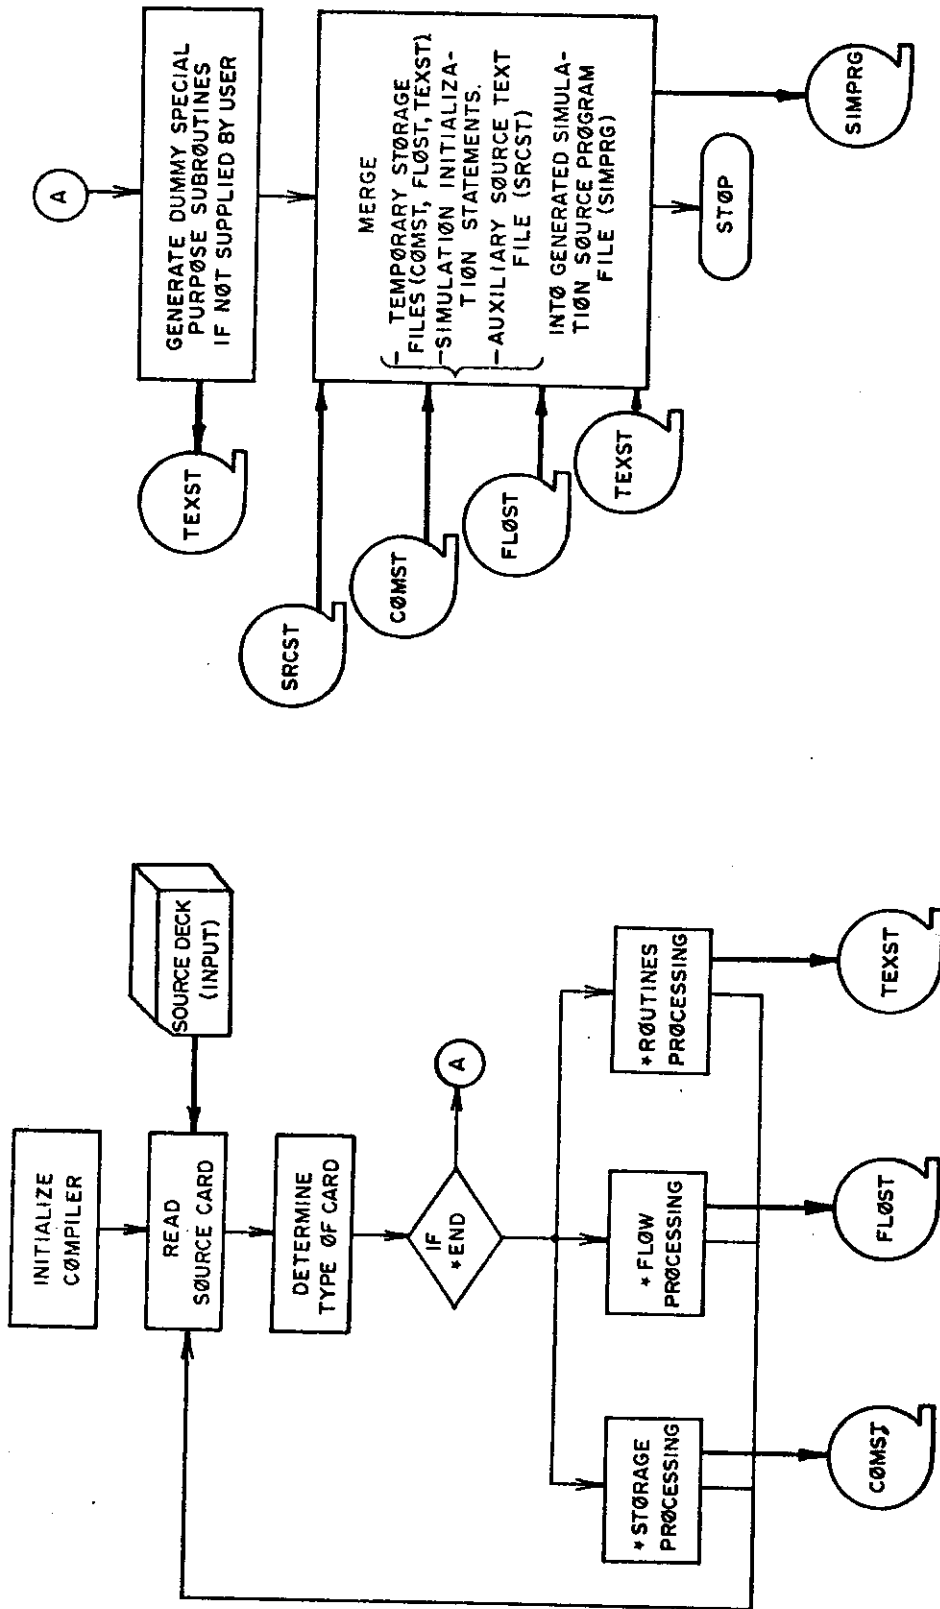 INITIALIZE
CØMPILER
READ
SØURCE CARD
SØURCE DECK
(INPUT)
DETERMINE
TYPE ØF CARD
IF
*END
A
*STØRAGE
PRØCESSING
*FLØW
PRØCESSING
*RØUTINES
PRØCESSING
CØMST
FLØST
TEXST
A
GENERATE DUMMY SPECIAL
PURPØSE SUBRØUTINES
IF NØT SUPPLIED BY USER
TEXST
MERGE
– TEMPØRARY STØRAGE
FILES (CØMST, FLØST, TEXST)
–SIMULATIØN INITIALIZA-
TIØN STATEMENTS.
–AUXILIARY SØURCE TEXT
FILE (SRCST)
INTØ GENERATED SIMULA-
TIØN SØURCE PRØGRAM
FILE (SIMPRG)
SRCST
CØMST
FLØST
TEXST
STØP
SIMPRG